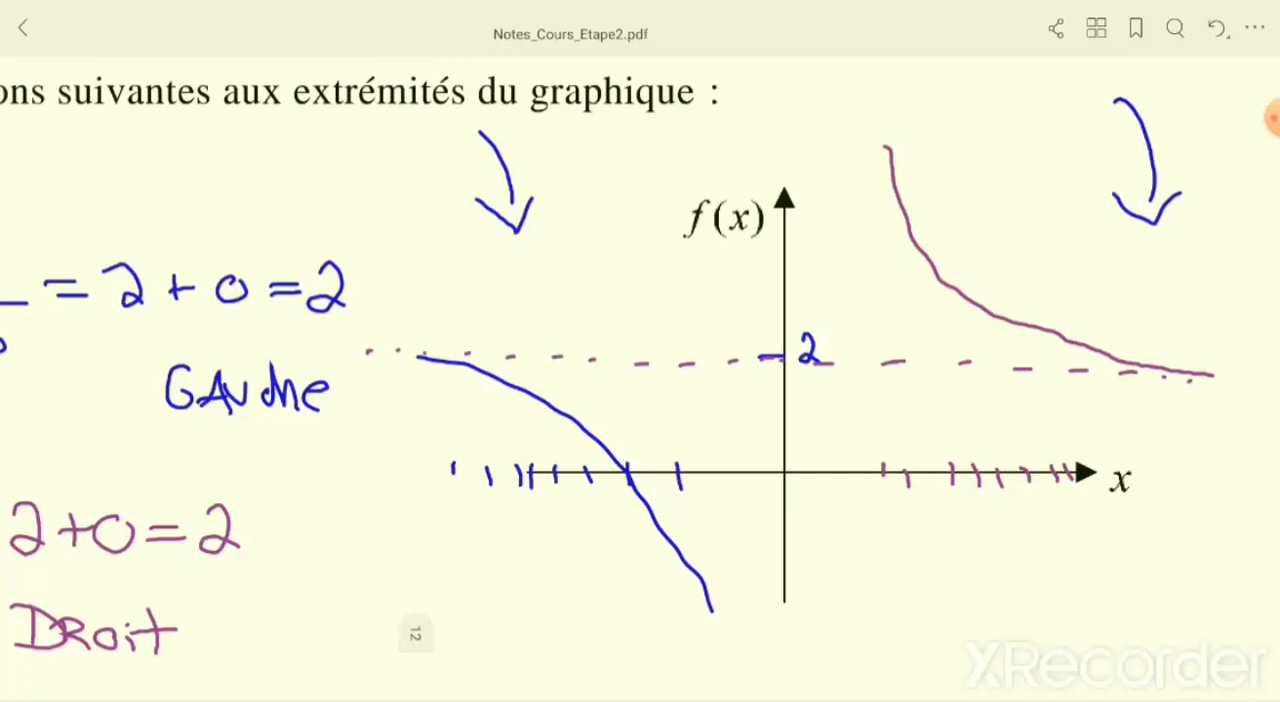 Notes_Cours_Etape2.pdf
ons suivantes aux extrémités du graphique :
f(x)
= 2 + 0 = 2
2
GAuche
x
2+0=2
DRoit
12
XRecorder